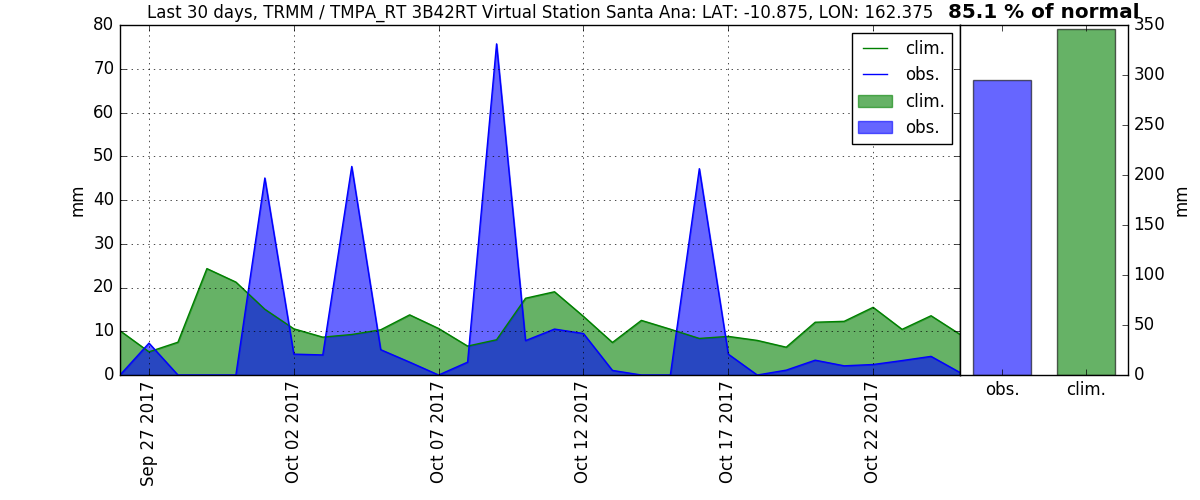 Last 30 days, TRMM / TMPA_RT 3B42RT Virtual Station Santa Ana: LAT: -10.875, LON: 162.375
85.1 % of normal
80
70
60
50
40
30
20
10
0
mm
clim.
obs.
clim.
obs.
Sep 27 2017
Oct 02 2017
Oct 07 2017
Oct 12 2017
Oct 17 2017
Oct 22 2017
350
300
250
200
150
100
50
0
mm
obs.
clim.